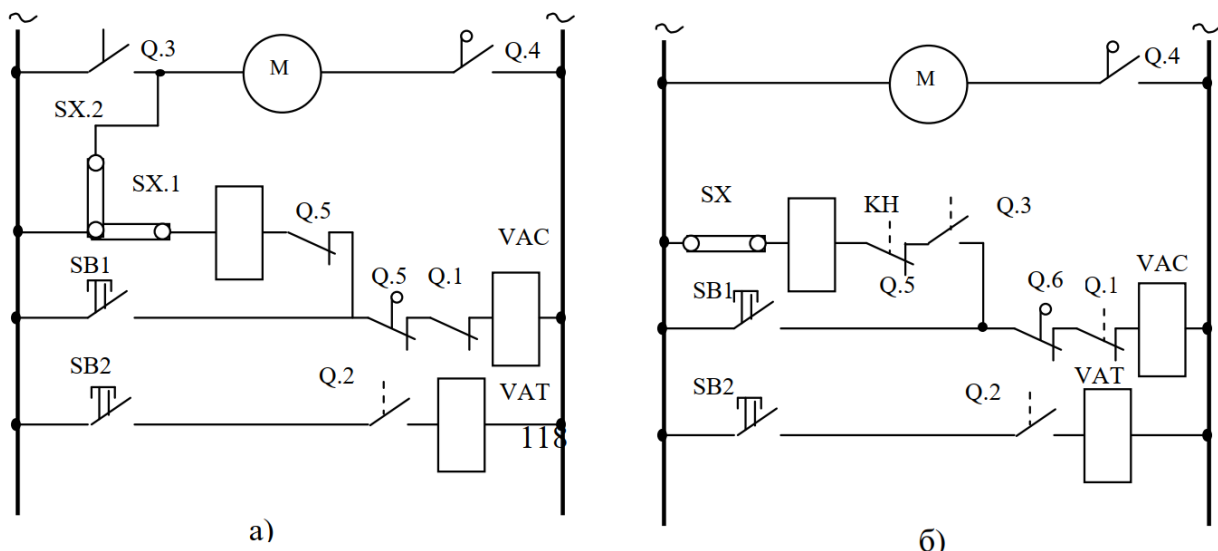 Q.3
M
Q.4
SX.2
SX.1
Q.5
VAC
SB1
Q.5
Q.1
SB2
Q.2
VAT
118
а)
M
Q.4
SX
KH
Q.3
Q.5
VAC
SB1
Q.6
Q.1
SB2
Q.2
VAT
б)